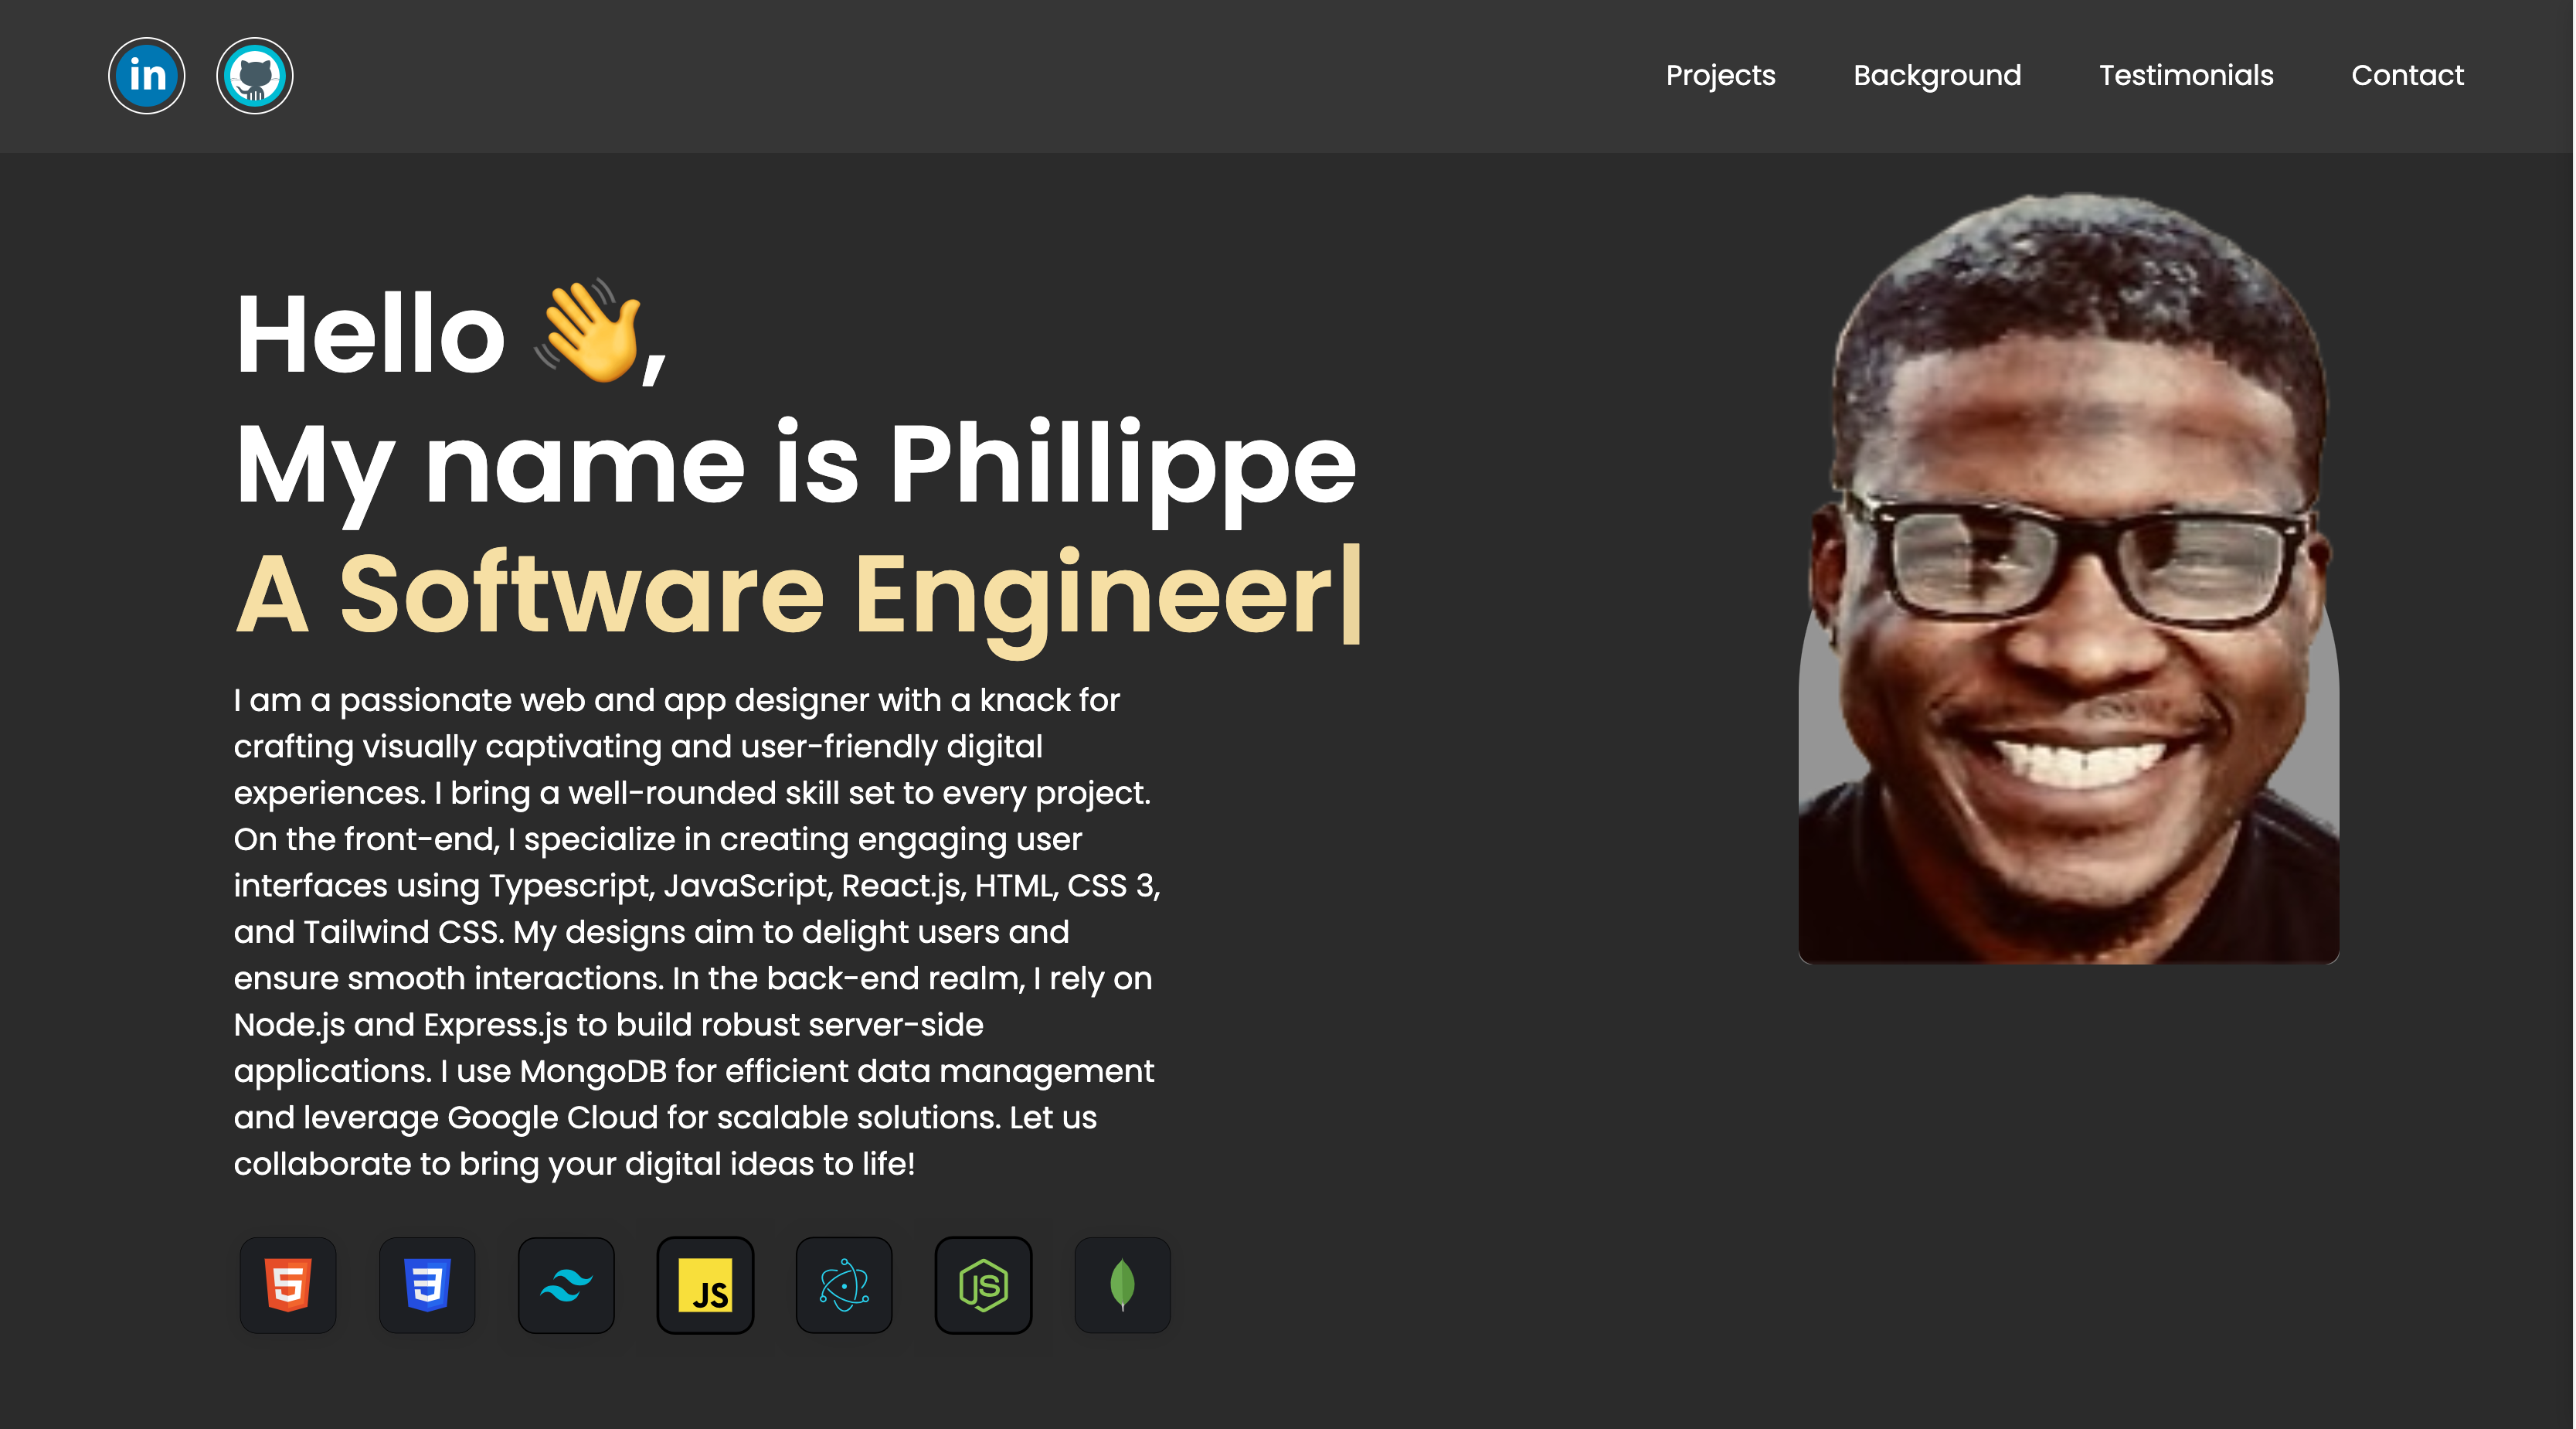 in
Projects Background Testimonials Contact
Hello 👋,
My name is Phillippe
A Software Engineer|
I am a passionate web and app designer with a knack for
crafting visually captivating and user-friendly digital
experiences. I bring a well-rounded skill set to every project.
On the front-end, I specialize in creating engaging user
interfaces using Typescript, JavaScript, React.js, HTML, CSS 3,
and Tailwind CSS. My designs aim to delight users and
ensure smooth interactions. In the back-end realm, I rely on
Node.js and Express.js to build robust server-side
applications. I use MongoDB for efficient data management
and leverage Google Cloud for scalable solutions. Let us
collaborate to bring your digital ideas to life!
5 3 JS JS